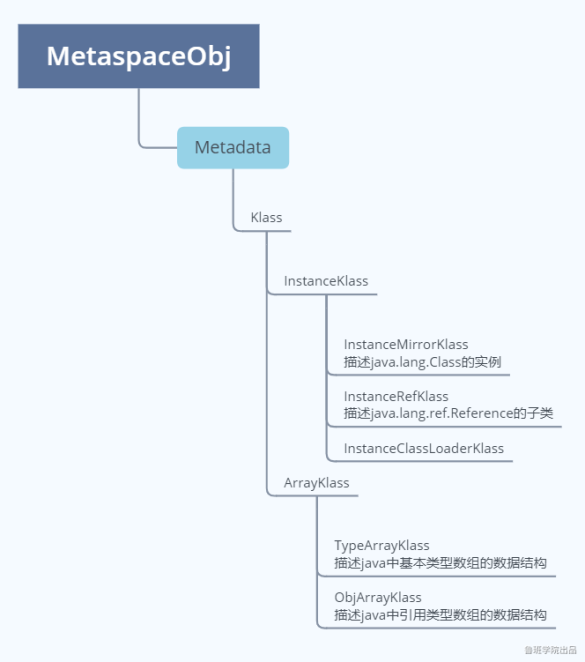 MetaspaceObj
Metadata
Klass
InstanceKlass
InstanceMirrorKlass
描述java.lang.Class的实例
InstanceRefKlass
描述java.lang.ref.Reference的子类
InstanceClassLoaderKlass
ArrayKlass
TypeArrayKlass
描述java中基本类型数组的数据结构
ObjArrayKlass
描述java中引用类型数组的数据结构
鲁班学院出品